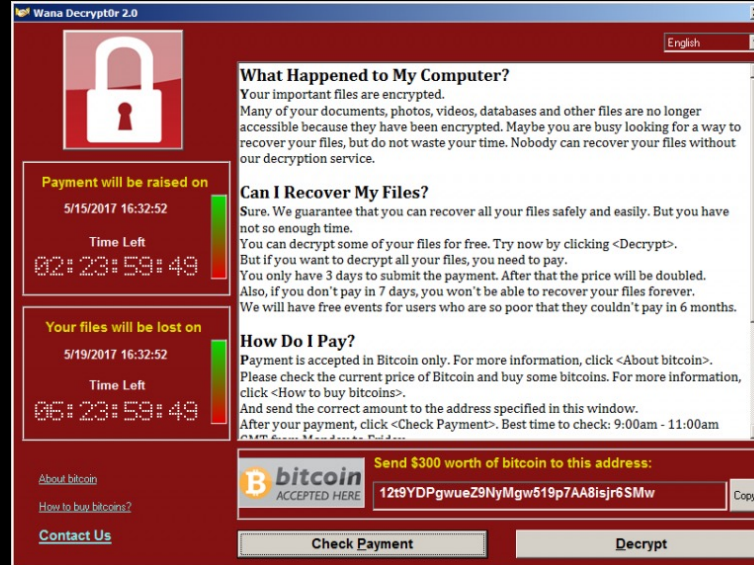 Wana Decrypt0r 2.0
English
What Happened to My Computer?
Your important files are encrypted.
Many of your documents, photos, videos, databases and other files are no longer
accessible because they have been encrypted. Maybe you are busy looking for a way to
recover your files, but do not waste your time. Nobody can recover your files without
our decryption service.
Can I Recover My Files?
Sure. We guarantee that you can recover all your files safely and easily. But you have
not so enough time.
You can decrypt some of your files for free. Try now by clicking <Decrypt>.
But if you want to decrypt all your files, you need to pay.
You only have 3 days to submit the payment. After that the price will be doubled.
Also, if you don't pay in 7 days, you won't be able to recover your files forever.
We will have free events for users who are so poor that they couldn't pay in 6 months.
How Do I Pay?
Payment is accepted in Bitcoin only. For more information, click <About bitcoin>.
Please check the current price of Bitcoin and buy some bitcoins. For more information,
click <How to buy bitcoins>.
And send the correct amount to the address specified in this window.
After your payment, click <Check Payment>. Best time to check: 9:00am - 11:00am
GMT from Monday to Friday.
Payment will be raised on
5/15/2017 16:32:52
Time Left
02:23:59:49
Your files will be lost on
5/19/2017 16:32:52
Time Left
06:23:59:49
About bitcoin
How to buy bitcoins?
Contact Us
bitcoin
ACCEPTED HERE
Send $300 worth of bitcoin to this address:
12t9YDPgwueZ9NyMgw519p7AA8isjr6SMw
Copy
Check Payment
Decrypt